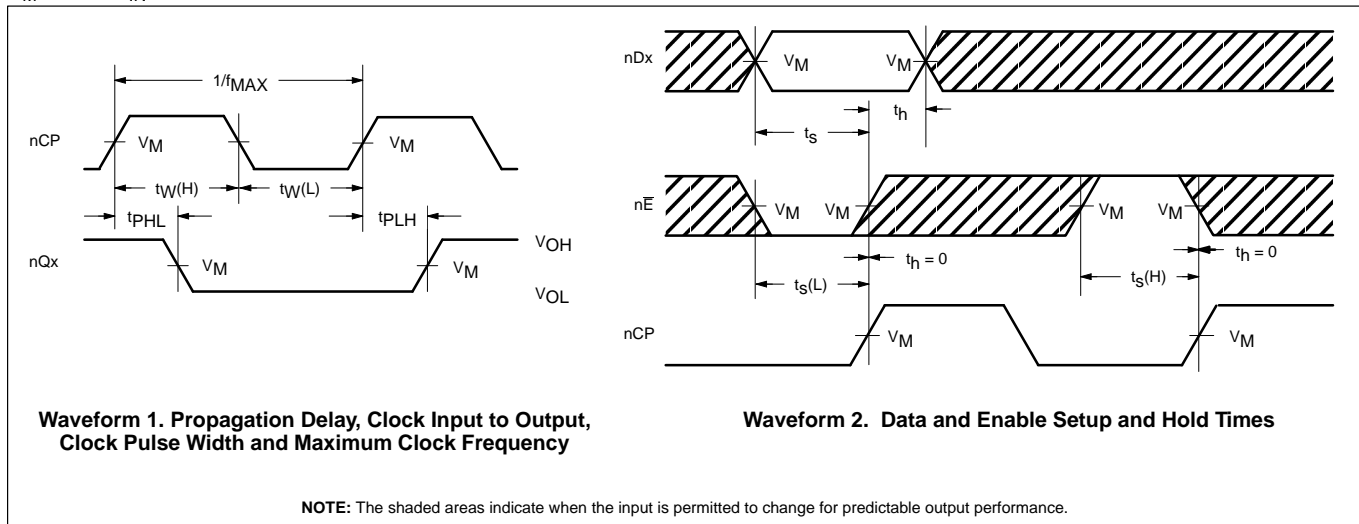 1/fMAX
nCP
VM
VM
tW(H)
tW(L)
tPHL
tPLH
nQx
VM
VM
VOH
VOL
Waveform 1. Propagation Delay, Clock Input to Output,
Clock Pulse Width and Maximum Clock Frequency
nDx
VM
VM
ts
th
nE̅
VM
VM
VM
VM
th = 0
th = 0
ts(L)
ts(H)
nCP
VM
VM
Waveform 2. Data and Enable Setup and Hold Times
NOTE: The shaded areas indicate when the input is permitted to change for predictable output performance.